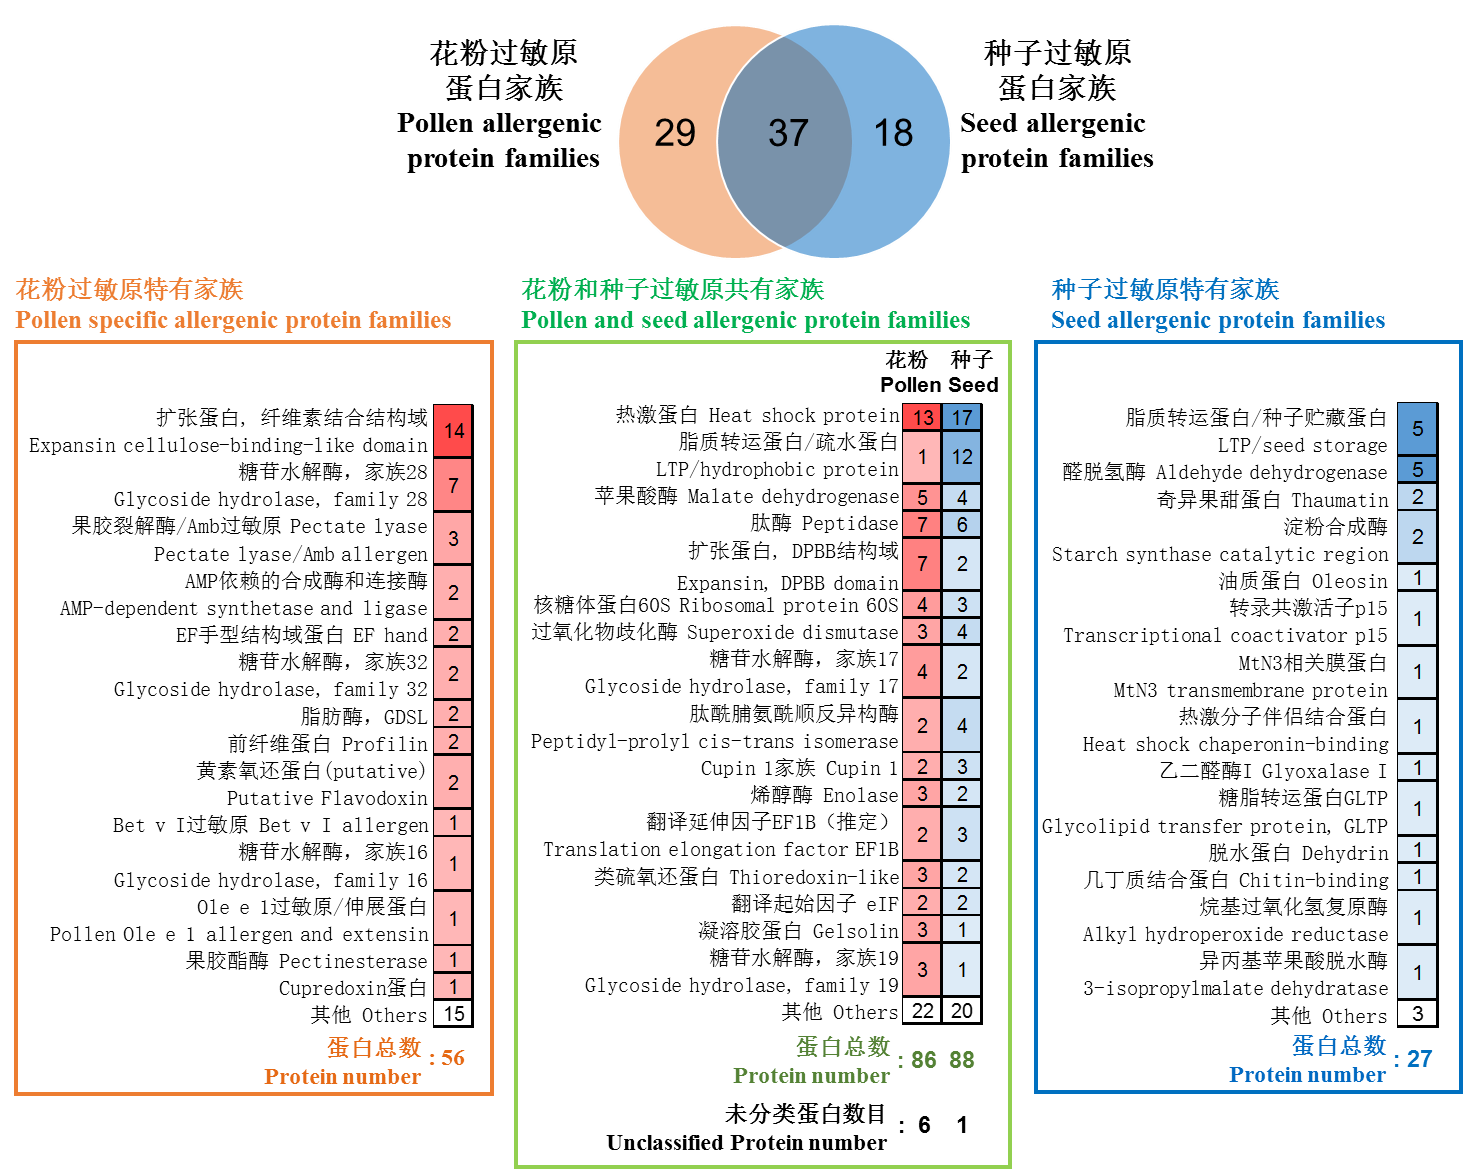 花粉过敏原
蛋白家族
Pollen allergenic
protein families
29
37
18
种子过敏原
蛋白家族
Seed allergenic
protein families
花粉过敏原特有家族
Pollen specific allergenic protein families
扩张蛋白, 纤维素结合结构域
Expansin cellulose-binding-like domain
14
糖苷水解酶, 家族28
Glycoside hydrolase, family 28
7
果胶裂解酶/Amb过敏原 Pectate lyase
Pectate lyase/Amb allergen
3
AMP依赖的合成酶和连接酶
AMP-dependent synthetase and ligase
2
EF手型结构域蛋白 EF hand 2
糖苷水解酶, 家族32
Glycoside hydrolase, family 32
2
脂肪酶, GDSL 2
前纤维蛋白 Profilin 2
黄素氧还蛋白(putative)
Putative Flavodoxin
2
Bet v I过敏原 Bet v I allergen 1
糖苷水解酶, 家族16
Glycoside hydrolase, family 16
1
Ole e 1过敏原/伸展蛋白
Pollen Ole e 1 allergen and extensin
1
果胶酯酶 Pectinesterase 1
Cupredoxin蛋白 1
其他 Others 15
蛋白总数
Protein number
: 56
花粉和种子过敏原共有家族
Pollen and seed allergenic protein families
花粉 种子
Pollen Seed
热激蛋白 Heat shock protein 13 17
脂质转运蛋白/疏水蛋白
LTP/hydrophobic protein
1 12
苹果酸酶 Malate dehydrogenase 5 4
肽酶 Peptidase 7 6
扩张蛋白, DPBB结构域
Expansin, DPBB domain
7 2
核糖体蛋白60S Ribosomal protein 60S 4 3
过氧化物歧化酶 Superoxide dismutase 3 4
糖苷水解酶, 家族17
Glycoside hydrolase, family 17
4 2
肽酰脯氨酰顺反异构酶
Peptidyl-prolyl cis-trans isomerase
2 4
Cupin 1家族 Cupin 1 2 3
烯醇酶 Enolase 3 2
翻译延伸因子EF1B（推定）
Translation elongation factor EF1B
2 3
类硫氧还蛋白 Thioredoxin-like 3 2
翻译起始因子 eIF 2 2
凝溶胶蛋白 Gelsolin 3 1
糖苷水解酶, 家族19
Glycoside hydrolase, family 19
3 1
其他 Others 22 20
蛋白总数
Protein number
: 86 88
未分类蛋白数目
Unclassified Protein number
: 6 1
种子过敏原特有家族
Seed allergenic protein families
脂质转运蛋白/种子贮藏蛋白
LTP/seed storage
5
醛脱氢酶 Aldehyde dehydrogenase 5
奇异果甜蛋白 Thaumatin 2
淀粉合成酶
Starch synthase catalytic region
2
油质蛋白 Oleosin 1
转录共激活子p15
Transcriptional coactivator p15
1
MtN3相关膜蛋白
MtN3 transmembrane protein
1
热激分子伴侣结合蛋白
Heat shock chaperonin-binding
1
乙二醛酶I Glyoxalase I 1
糖脂转运蛋白GLTP
Glycolipid transfer protein, GLTP
1
脱水蛋白 Dehydrin 1
几丁质结合蛋白 Chitin-binding 1
烷基过氧化氢复原酶
Alkyl hydroperoxide reductase
1
异丙基苹果酸脱水酶
3-isopropylmalate dehydratase
1
其他 Others 3
蛋白总数
Protein number
: 27